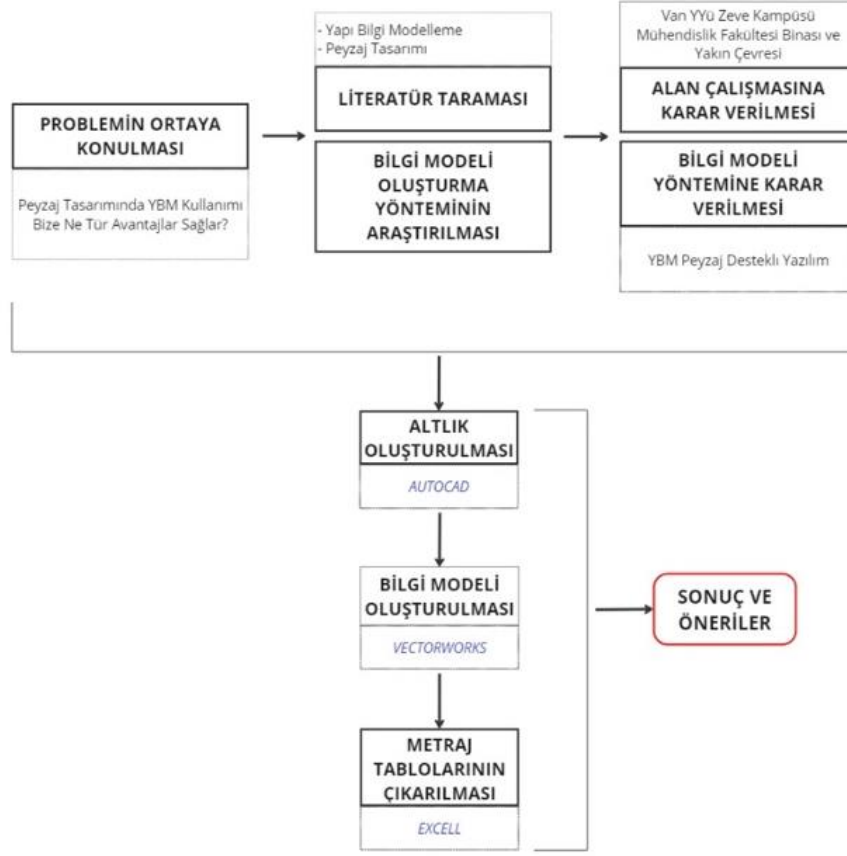 PROBLEMİN ORTAYA
KONULMASI
Peyzaj Tasarımında YBM Kullanımı
Bize Ne Tür Avantajlar Sağlar?
- Yapı Bilgi Modelleme
- Peyzaj Tasarımı
LİTERATÜR TARAMASI
BİLGİ MODELİ
OLUŞTURMA
YÖNTEMİNİN
ARAŞTIRILMASI
Van YYü Zeve Kampüsü
Mühendislik Fakültesi Binası ve
Yakın Çevresi
ALAN ÇALIŞMASINA
KARAR VERİLMESİ
BİLGİ MODELİ
YÖNTEMİNE KARAR
VERİLMESİ
YBM Peyzaj Destekli Yazılım
ALTLIK
OLUŞTURULMASI
AUTOCAD
BİLGİ MODELİ
OLUŞTURULMASI
VECTORWORKS
METRAJ
TABLOLARININ
ÇIKARILMASI
EXCELL
SONUÇ VE
ÖNERİLER